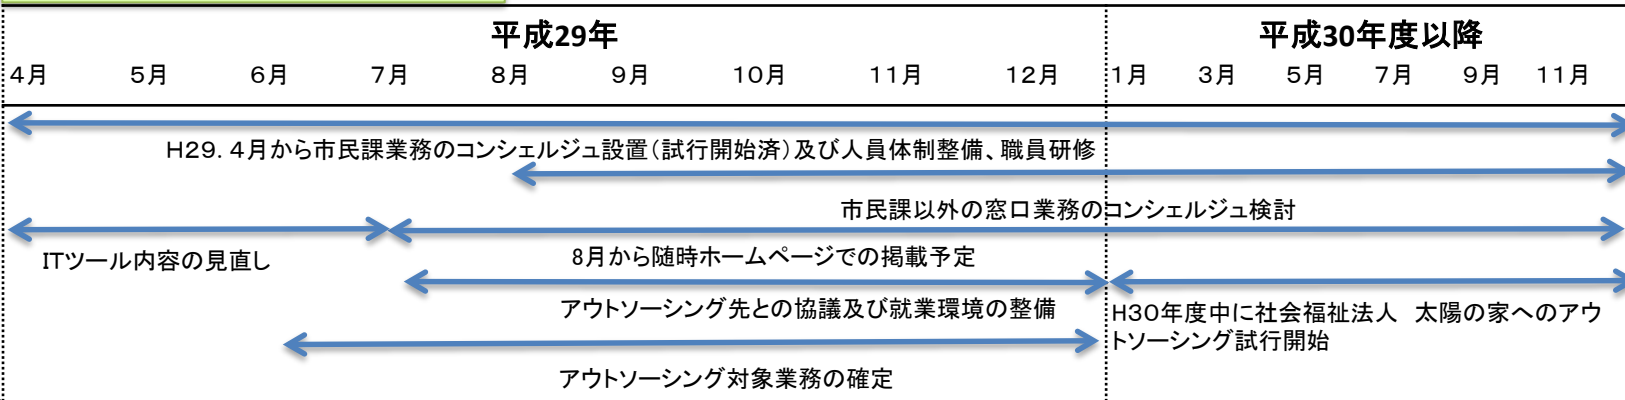 平成29年 平成30年度以降
4月 5月 6月 7月 8月 9月 10月 11月 12月 1月 3月 5月 7月 9月 11月
H29．4月から市民課業務のコンシェルジュ設置（試行開始済）及び人員体制整備、職員研修
市民課以外の窓口業務のコンシェルジュ検討
ITツール内容の見直し
8月から随時ホームページでの掲載予定
アウトソーシング先との協議及び就業環境の整備
H30年度中に社会福祉法人　太陽の家へのアウ
トソーシング試行開始
アウトソーシング対象業務の確定